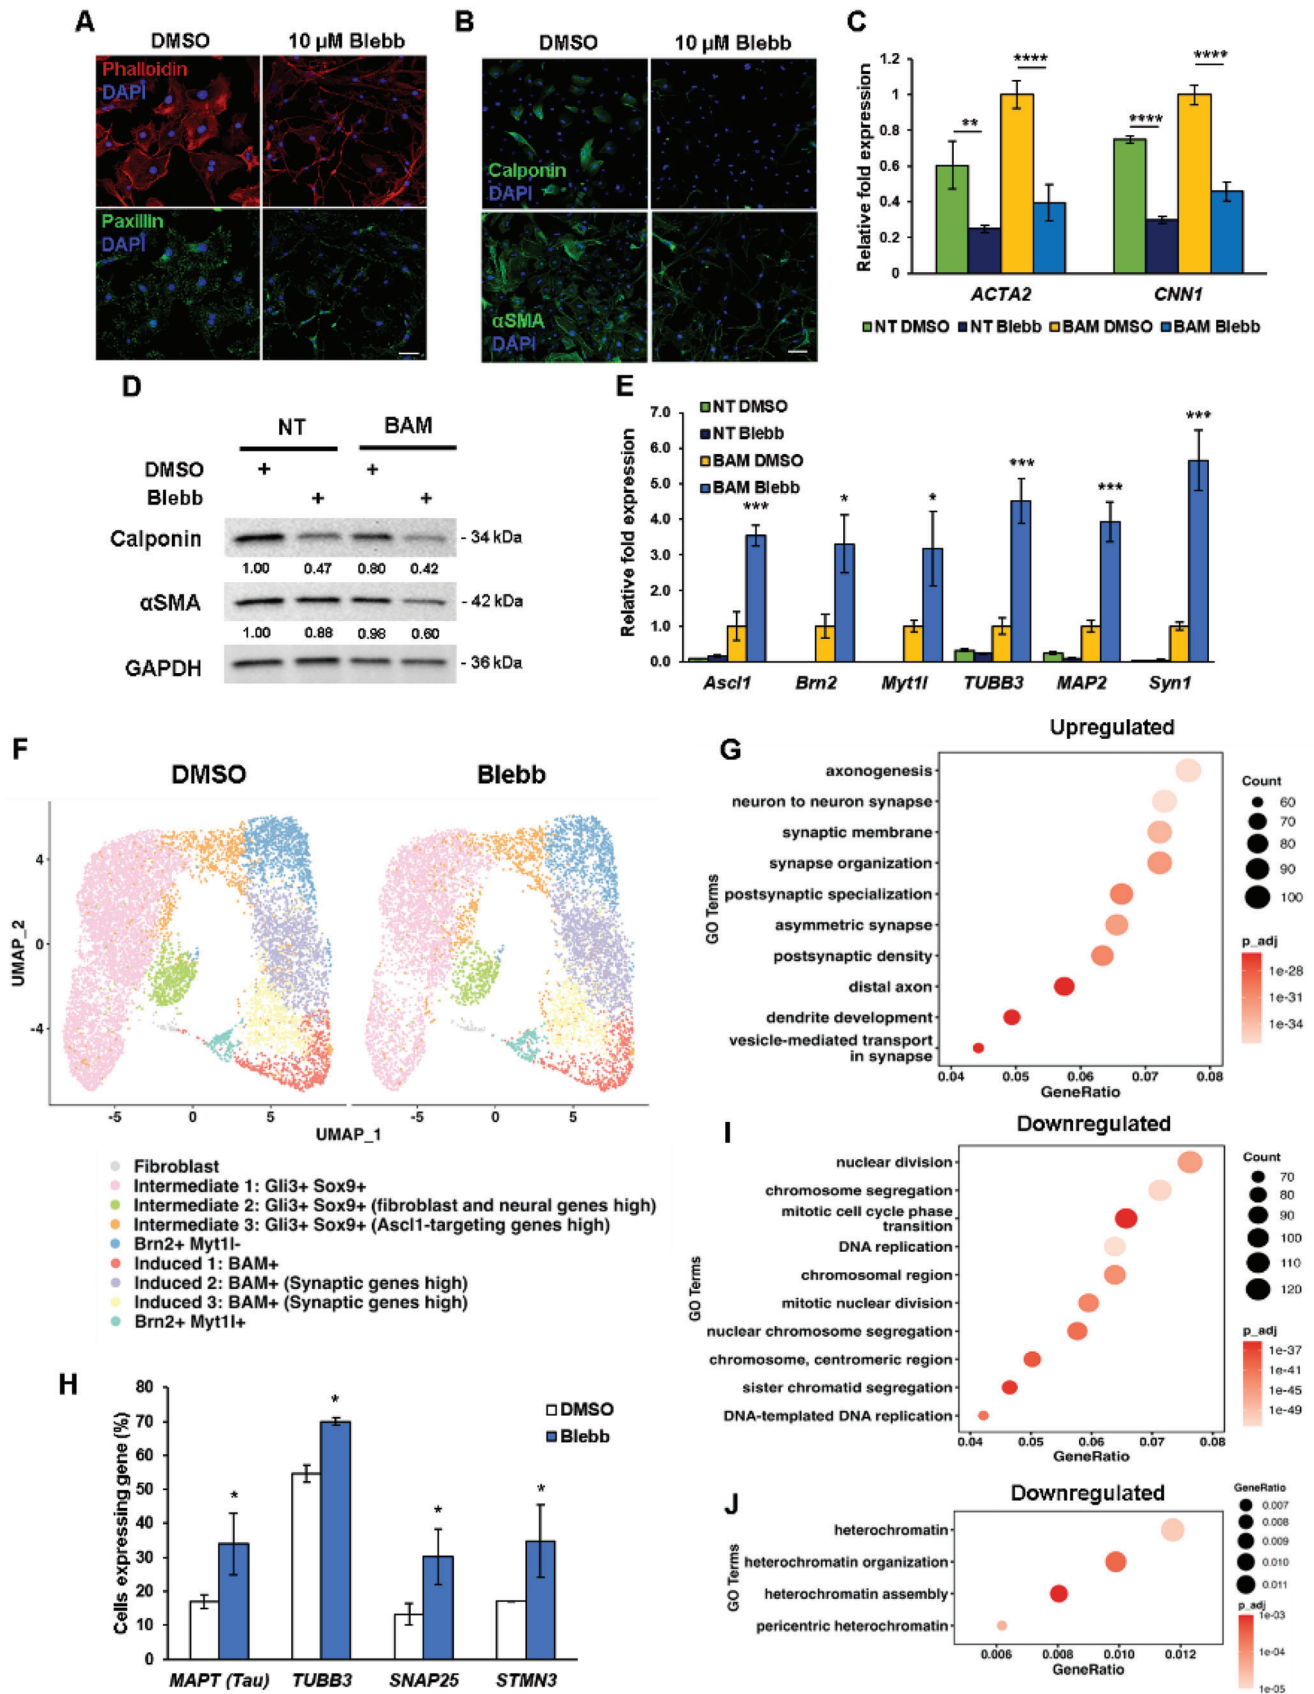 A
DMSO
10 µM Blebb
Phalloidin
DAPI
Paxillin
DAPI
B
DMSO
10 µM Blebb
Calponin
DAPI
αSMA
DAPI
C
Relative fold expression
1.2
1
0.8
0.6
0.4
0.2
0
**
****
****
****
ACTA2
CNN1
NT DMSO
NT Blebb
BAM DMSO
BAM Blebb
D
NT
BAM
DMSO
+
+
Blebb
+
+
Calponin
- 34 kDa
1.00
0.47
0.80
0.42
αSMA
- 42 kDa
1.00
0.88
0.98
0.60
GAPDH
- 36 kDa
E
Relative fold expression
7.0
6.0
5.0
4.0
3.0
2.0
1.0
0.0
NT DMSO
NT Blebb
BAM DMSO
BAM Blebb
***
*
*
***
***
***
Ascl1
Brn2
Myt1l
TUBB3
MAP2
Syn1
F
DMSO
Blebb
UMAP_2
4
0
-4
-5
0
5
-5
0
5
UMAP_1
Fibroblast
Intermediate 1: Gli3+ Sox9+
Intermediate 2: Gli3+ Sox9+ (fibroblast and neural genes high)
Intermediate 3: Gli3+ Sox9+ (Ascl1-targeting genes high)
Brn2+ Myt1l-
Induced 1: BAM+
Induced 2: BAM+ (Synaptic genes high)
Induced 3: BAM+ (Synaptic genes high)
Brn2+ Myt1l+
G
Upregulated
GO Terms
axonogenesis
neuron to neuron synapse
synaptic membrane
synapse organization
postsynaptic specialization
asymmetric synapse
postsynaptic density
distal axon
dendrite development
vesicle-mediated transport
in synapse
0.04
0.05
0.06
0.07
0.08
GeneRatio
Count
60
70
80
90
100
p_adj
1e-28
1e-31
1e-34
H
Cells expressing gene (%)
80
70
60
50
40
30
20
10
0
*
*
*
*
DMSO
Blebb
MAPT (Tau)
TUBB3
SNAP25
STMN3
I
Downregulated
GO Terms
nuclear division
chromosome segregation
mitotic cell cycle phase
transition
DNA replication
chromosomal region
mitotic nuclear division
nuclear chromosome segregation
chromosome, centromeric region
sister chromatid segregation
DNA-templated DNA replication
0.04
0.05
0.06
0.07
0.08
GeneRatio
Count
70
80
90
100
110
120
p_adj
1e-37
1e-41
1e-45
1e-49
J
Downregulated
GO Terms
heterochromatin
heterochromatin organization
heterochromatin assembly
pericentric heterochromatin
0.006
0.008
0.010
0.012
GeneRatio
GeneRatio
0.007
0.008
0.009
0.010
0.011
p_adj
1e-03
1e-04
1e-05